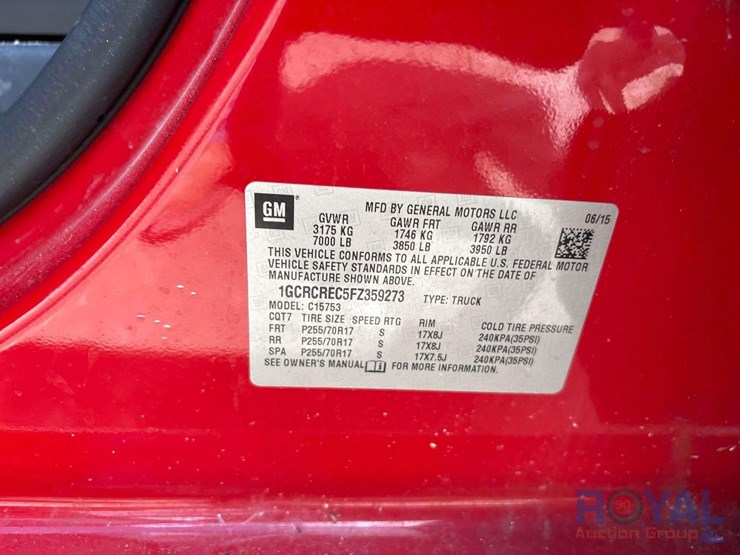 GM
MFD BY GENERAL MOTORS LLC 06/15
GVWR GAWR FRT GAWR RR
3175 KG 1746 KG 1792 KG
7000 LB 3850 LB 3950 LB
THIS VEHICLE CONFORMS TO ALL APPLICABLE U.S. FEDERAL MOTOR
VEHICLE SAFETY STANDARDS IN EFFECT ON THE DATE OF
MANUFACTURE SHOWN ABOVE.
1GCRCREC5FZ359273 TYPE: TRUCK
MODEL: C15753
CQT7 TIRE SIZE SPEED RTG RIM COLD TIRE PRESSURE
FRT P255/70R17 S 17X8J 240KPA(35PSI)
RR P255/70R17 S 17X8J 240KPA(35PSI)
SPA P255/70R17 S 17X7.5J 240KPA(35PSI)
SEE OWNER'S MANUAL FOR MORE INFORMATION.
ROYAL
Auction Group